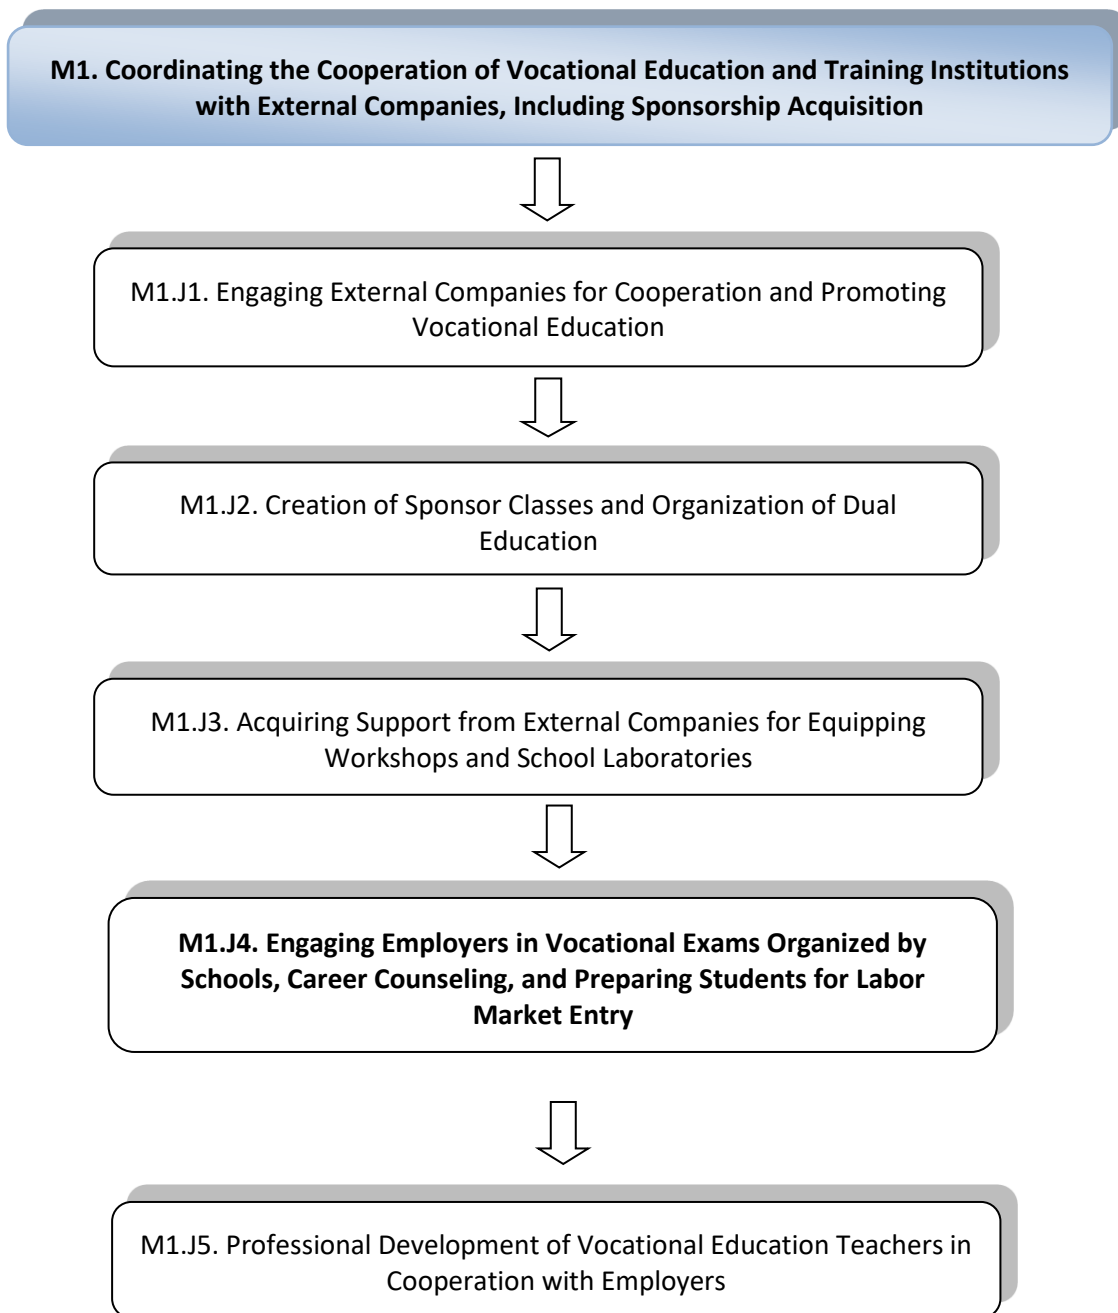 M1. Coordinating the Cooperation of Vocational Education and Training Institutions
with External Companies, Including Sponsorship Acquisition
M1.J1. Engaging External Companies for Cooperation and Promoting
Vocational Education
M1.J2. Creation of Sponsor Classes and Organization of Dual
Education
M1.J3. Acquiring Support from External Companies for Equipping
Workshops and School Laboratories
M1.J4. Engaging Employers in Vocational Exams Organized by
Schools, Career Counseling, and Preparing Students for Labor
Market Entry
M1.J5. Professional Development of Vocational Education Teachers in
Cooperation with Employers